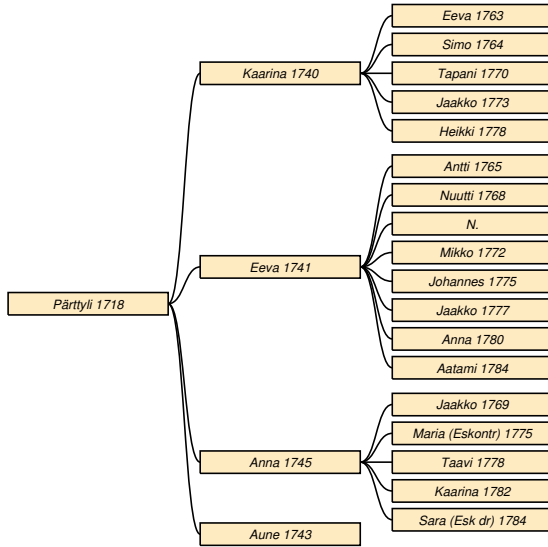 Pärttyli 1718
Kaarina 1740
Eeva 1763
Simo 1764
Tapani 1770
Jaakko 1773
Heikki 1778
Eeva 1741
Antti 1765
Nuutti 1768
N.
Mikko 1772
Johannes 1775
Jaakko 1777
Anna 1780
Aatami 1784
Anna 1745
Jaakko 1769
Maria (Eskontr) 1775
Taavi 1778
Kaarina 1782
Sara (Esk dr) 1784
Aune 1743